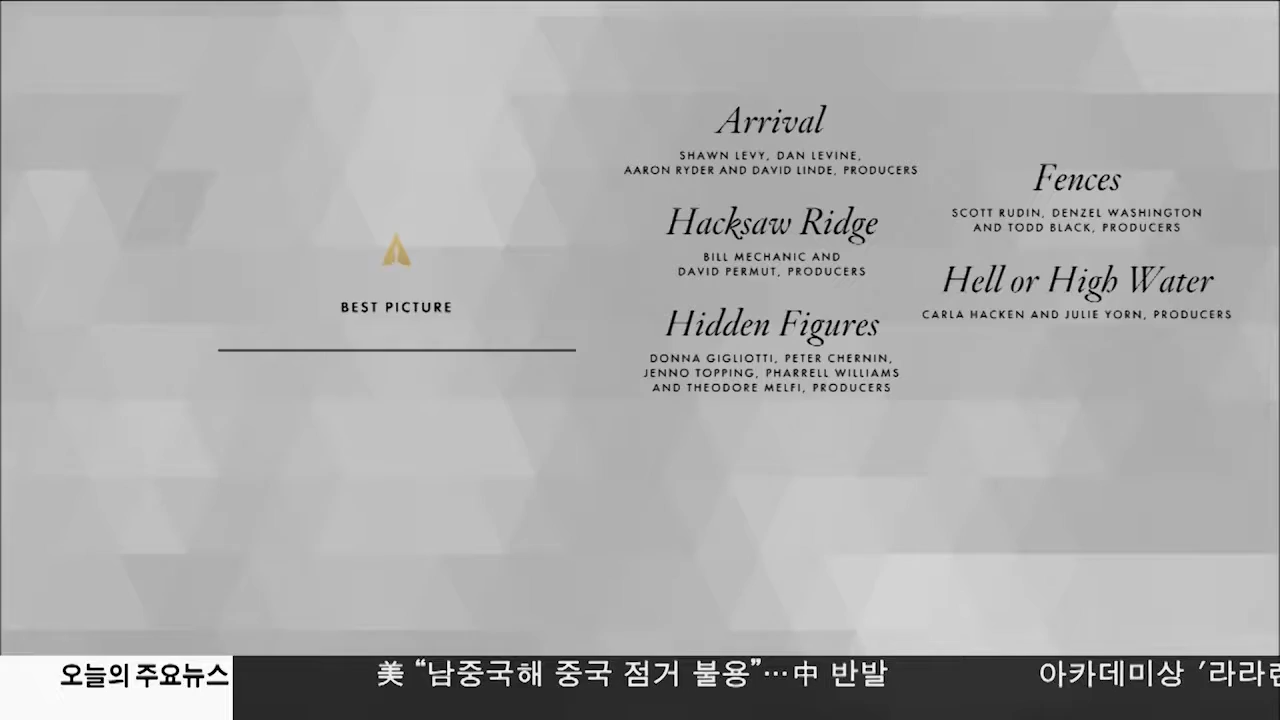 BEST PICTURE
Arrival
SHAWN LEVY, DAN LEVINE,
AARON RYDER AND DAVID LINDE, PRODUCERS
Hacksaw Ridge
BILL MECHANIC AND
DAVID PERMUT, PRODUCERS
Hidden Figures
DONNA GIGLIOTTI, PETER CHERNIN,
JENNO TOPPING, PHARRELL WILLIAMS
AND THEODORE MELFI, PRODUCERS
Fences
SCOTT RUDIN, DENZEL WASHINGTON
AND TODD BLACK, PRODUCERS
Hell or High Water
CARLA HACKEN AND JULIE YORN, PRODUCERS
오늘의 주요뉴스
美 “남중국해 중국 점거 불용”…中 반발
아카데미상 ‘라라